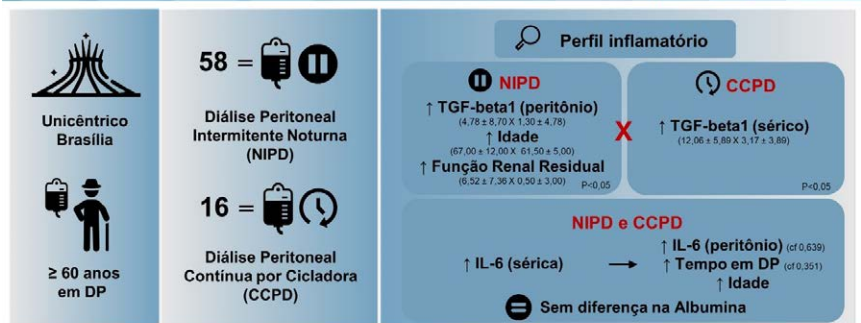 Unicêntrico
Brasília
≥ 60 anos
em DP
58 =
Diálise Peritoneal
Intermitente Noturna
(NIPD)
16 =
Diálise Peritoneal
Contínua por Cicladora
(CCPD)
Perfil inflamatório
NIPD
↑ TGF-beta1 (peritônio)
(4,78 ± 8,70 X 1,30 ± 4,78)
↑ Idade
(67,00 ± 12,00 X 61,50 ± 5,00)
↑ Função Renal Residual
(6,52 ± 7,36 X 0,50 ± 3,00)
P<0,05
X
CCPD
↑ TGF-beta1 (sérico)
(12,06 ± 5,89 X 3,17 ± 3,89)
P<0,05
NIPD e CCPD
↑ IL-6 (sérica) → ↑ IL-6 (peritônio) (cf 0,639)
↑ Tempo em DP (cf 0,351)
↑ Idade
= Sem diferença na Albumina